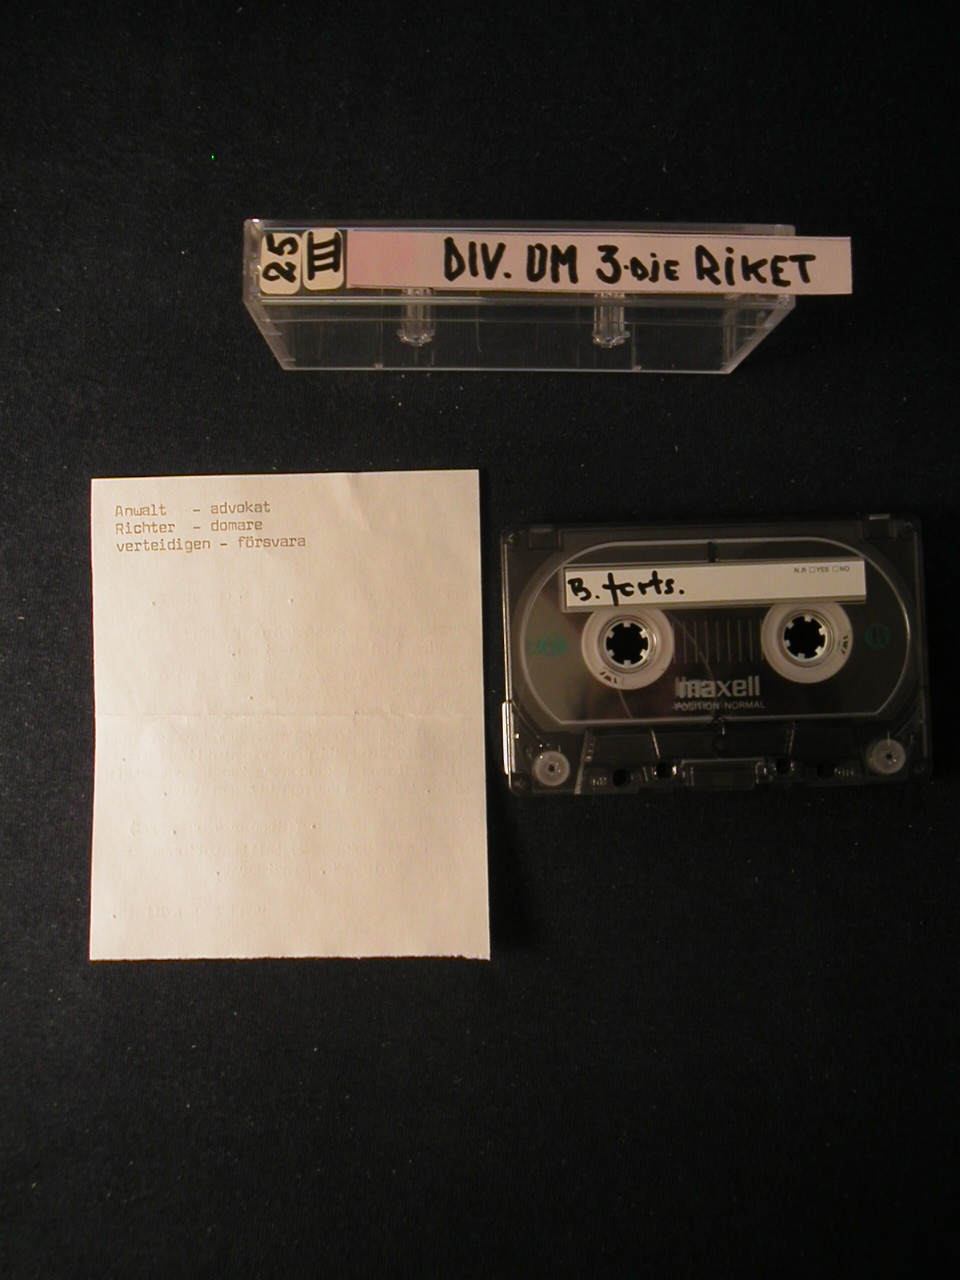 25
III
DIV. OM 3-DJE RIKET
Anwalt - advokat
Richter - domare
verteidigen - försvara
B. forts.
N.R □YES □NO
maxell
POSITION NORMAL